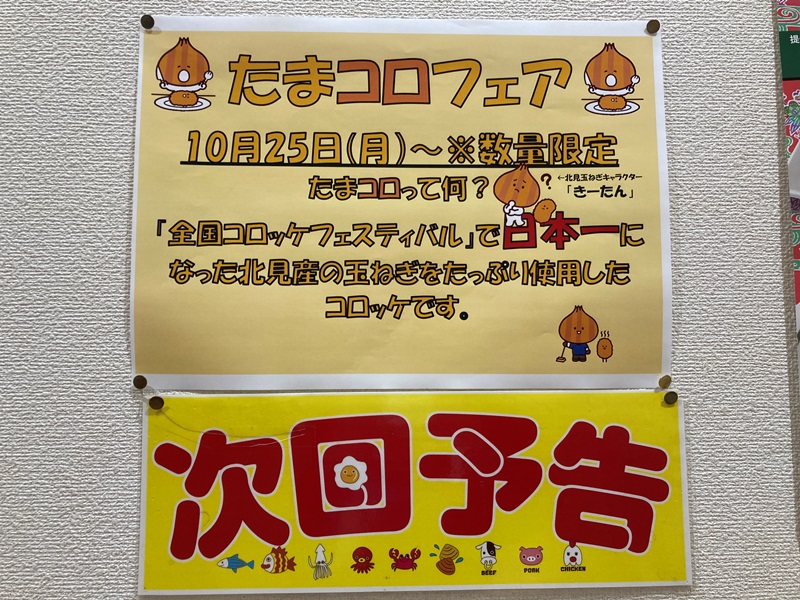 たまコロフェア
10月25日(月)～※数量限定
たまコロって何？
？
←北見玉ねぎキャラクター
「きーたん」
『全国コロッケフェスティバル』で日本一に
なった北見産の玉ねぎをたっぷり使用した
コロッケです。
次回予告
BEEF PORK CHICKEN
提